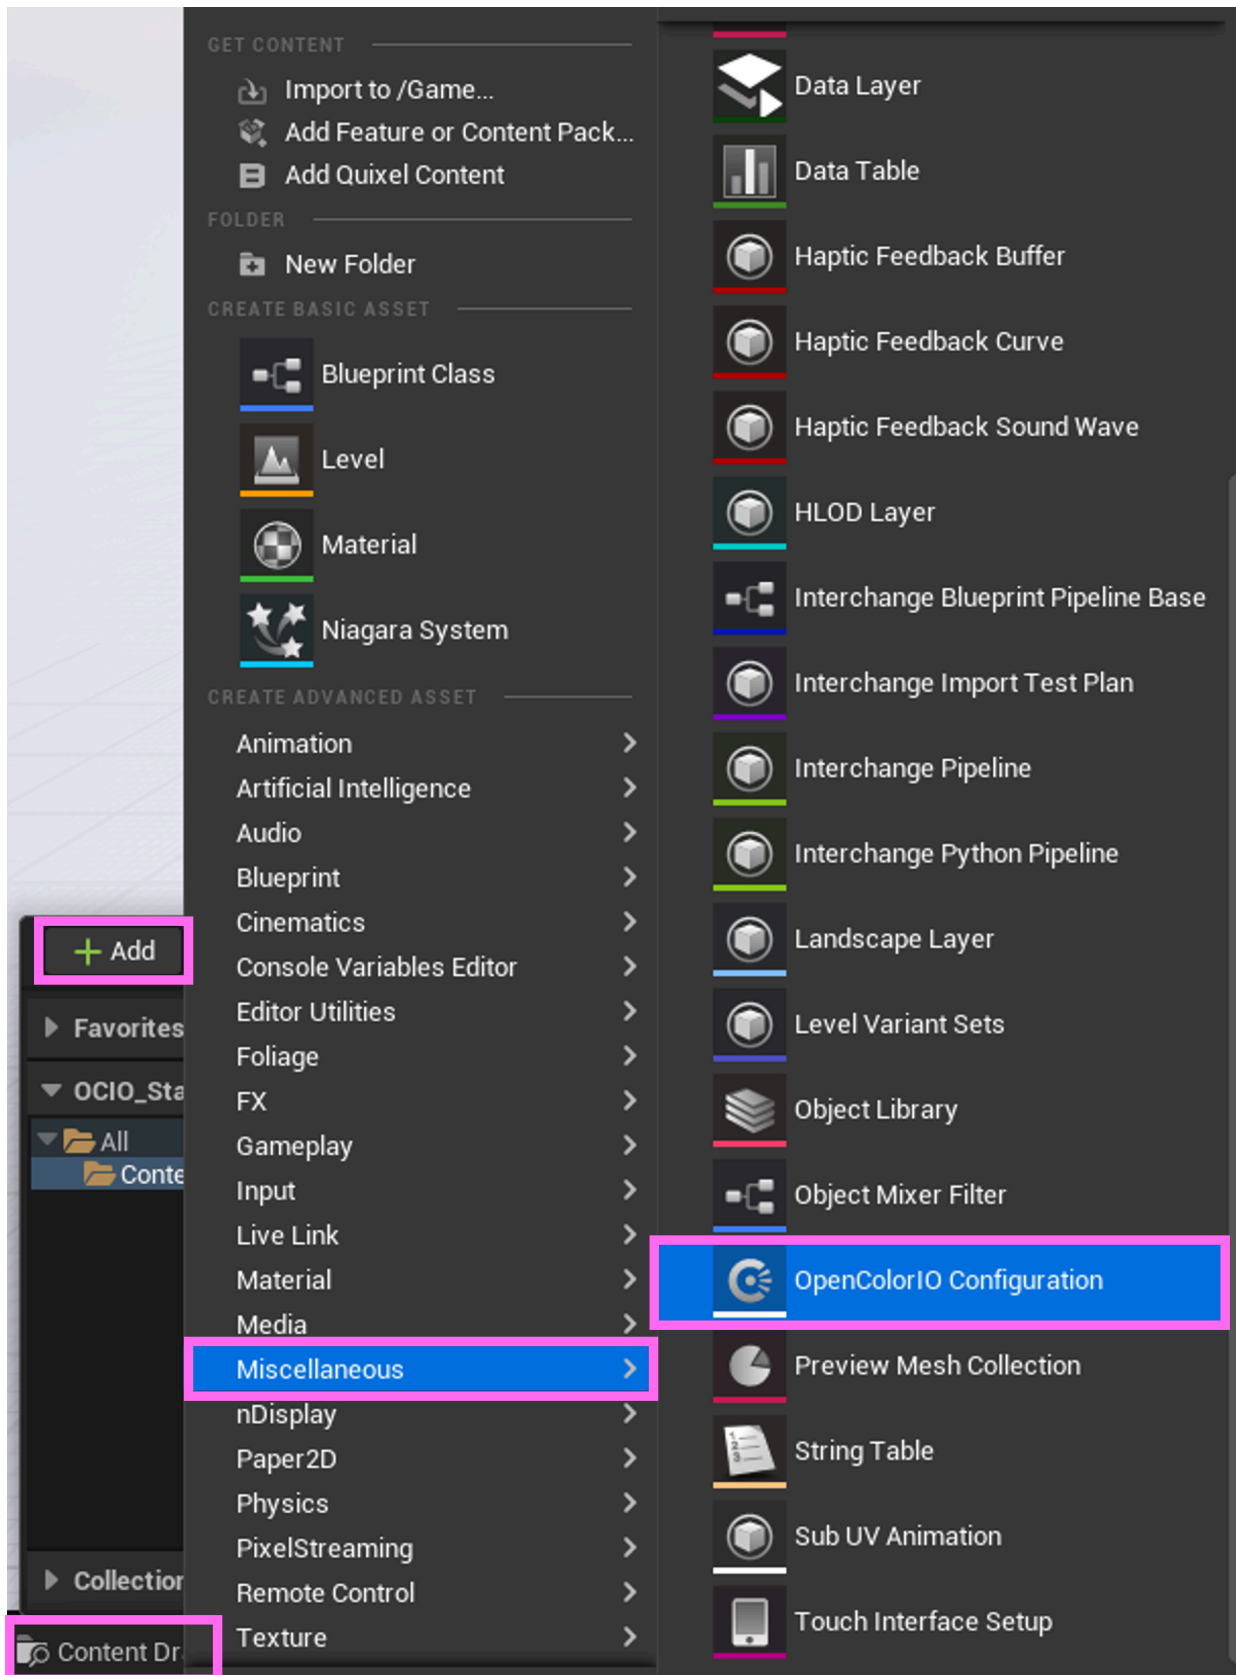 GET CONTENT
Import to /Game...
Add Feature or Content Pack...
Add Quixel Content
FOLDER
New Folder
CREATE BASIC ASSET
Blueprint Class
Level
Material
Niagara System
CREATE ADVANCED ASSET
Animation
Artificial Intelligence
Audio
Blueprint
Cinematics
Console Variables Editor
Editor Utilities
Foliage
FX
Gameplay
Input
Live Link
Material
Media
Miscellaneous
nDisplay
Paper2D
Physics
PixelStreaming
Remote Control
Texture
Data Layer
Data Table
Haptic Feedback Buffer
Haptic Feedback Curve
Haptic Feedback Sound Wave
HLOD Layer
Interchange Blueprint Pipeline Base
Interchange Import Test Plan
Interchange Pipeline
Interchange Python Pipeline
Landscape Layer
Level Variant Sets
Object Library
Object Mixer Filter
OpenColorIO Configuration
Preview Mesh Collection
String Table
Sub UV Animation
Touch Interface Setup
Add
Favorites
OCIO_Sta
All
Conte
Collection
Content Dr